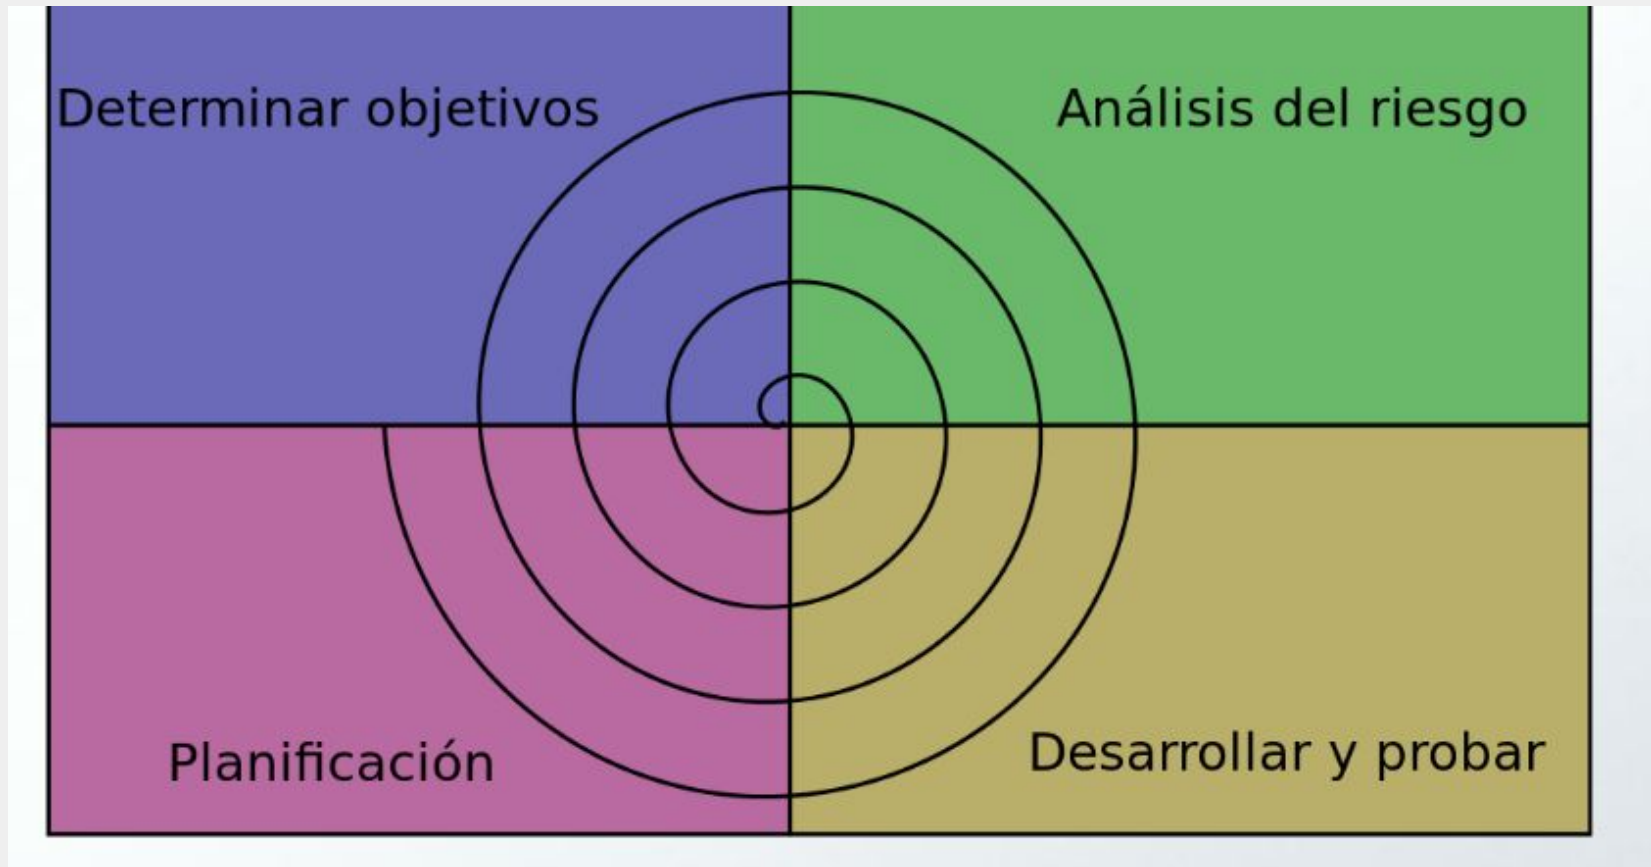 Determinar objetivos
Análisis del riesgo
Planificación
Desarrollar y probar